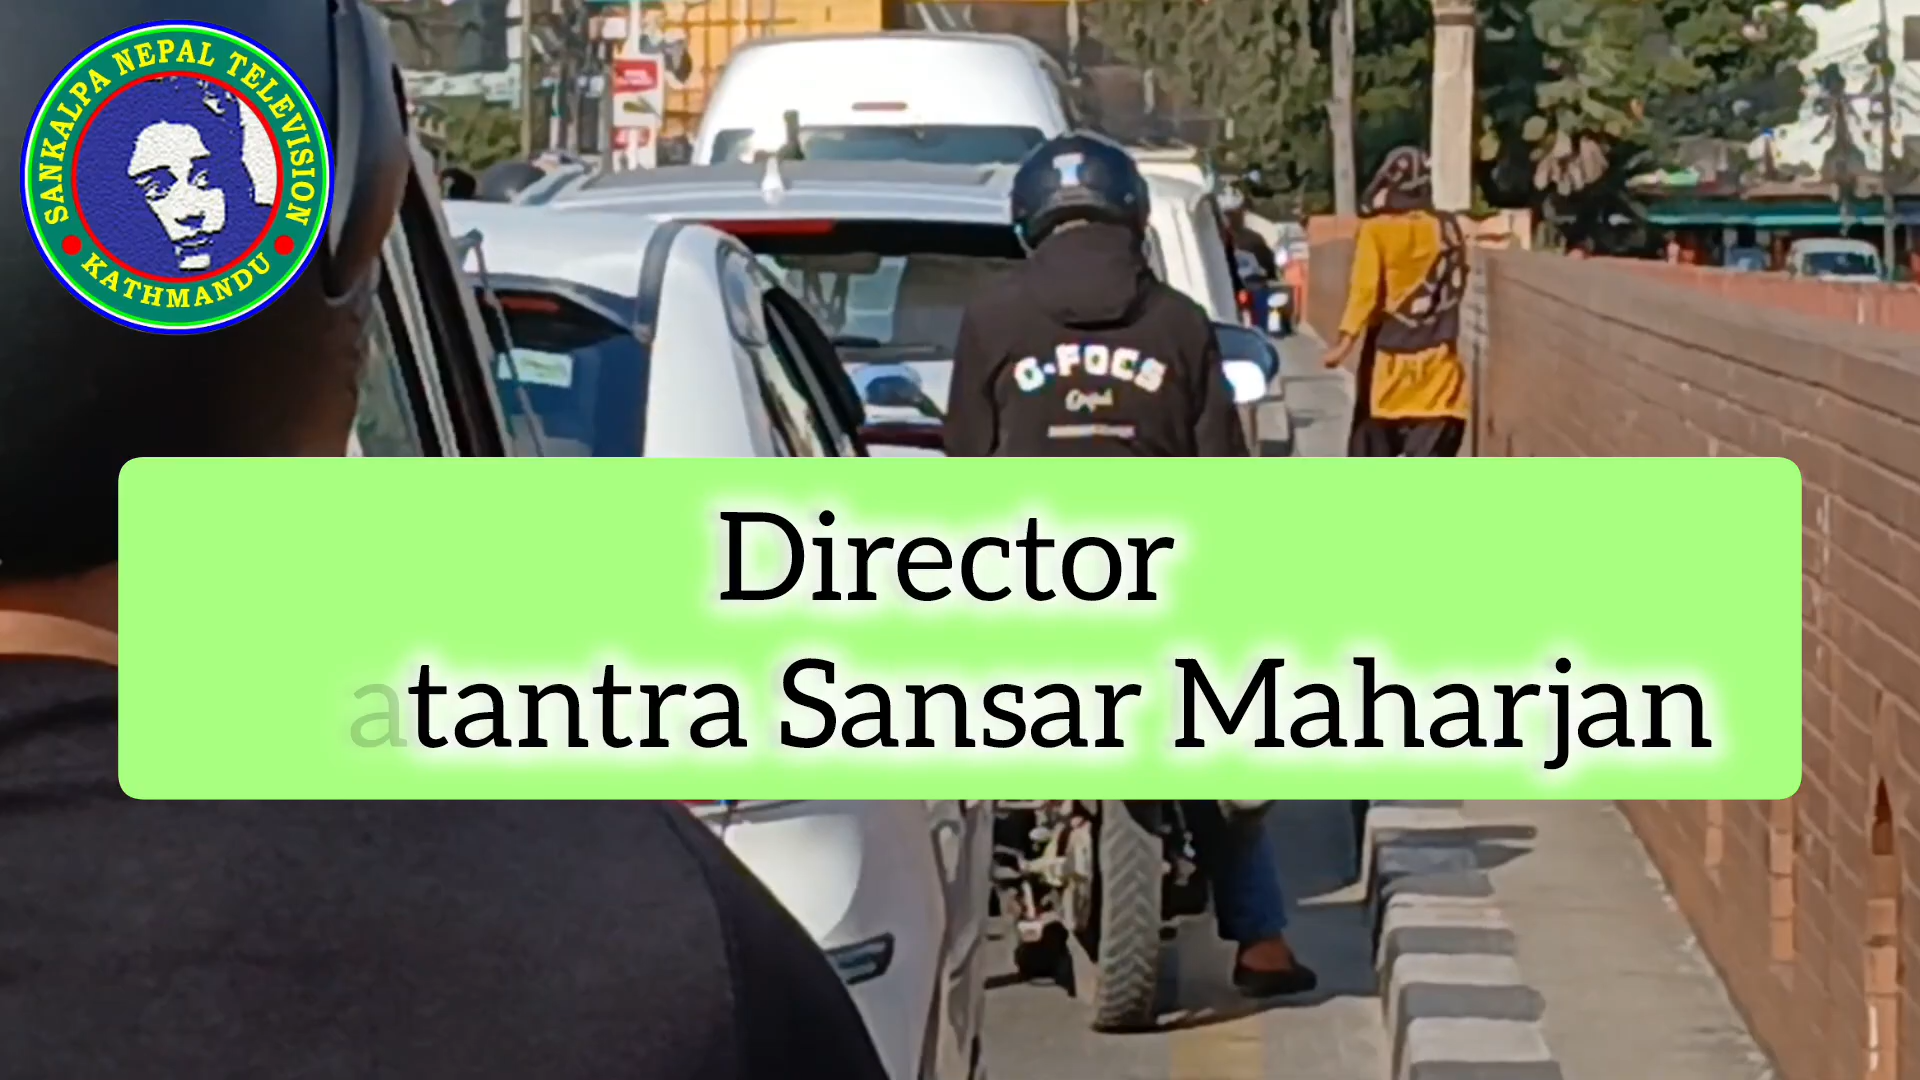 SANKALPA NEPAL TELEVISION
KATHMANDU
Director
atantra Sansar Maharjan